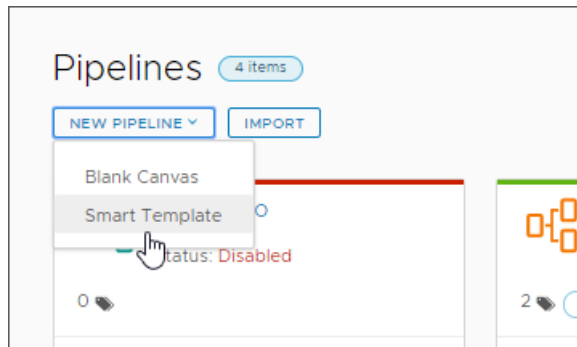 Pipelines 4 items
NEW PIPELINE IMPORT
Blank Canvas
Smart Template
Status: Disabled
0
2